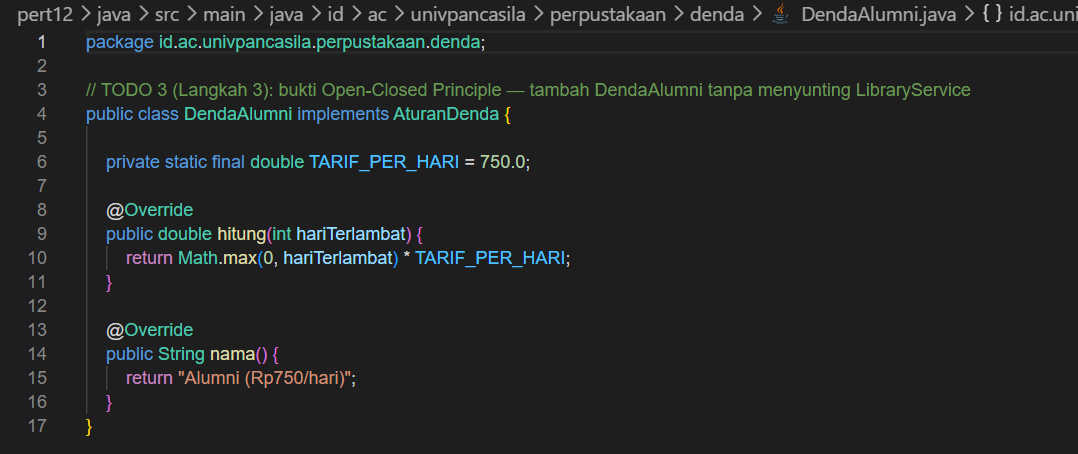 pert12 > java > src > main > java > id > ac > univpancasila > perpustakaan > denda > DendaAlumni.java > { } id.ac.uni
1 package id.ac.univpancasila.perpustakaan.denda;
2
3 // TODO 3 (Langkah 3): bukti Open-Closed Principle — tambah DendaAlumni tanpa menyunting LibraryService
4 public class DendaAlumni implements AturanDenda {
5
6     private static final double TARIF_PER_HARI = 750.0;
7
8     @Override
9     public double hitung(int hariTerlambat) {
10         return Math.max(0, hariTerlambat) * TARIF_PER_HARI;
11     }
12
13     @Override
14     public String nama() {
15         return "Alumni (Rp750/hari)";
16     }
17 }